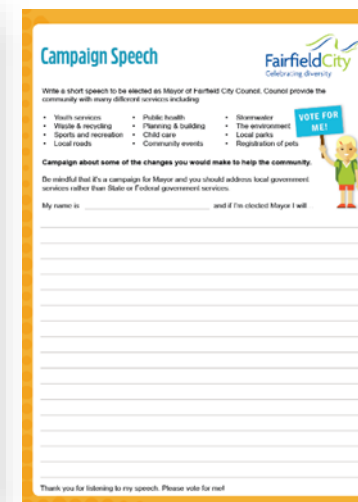 Campaign Speech
FairfieldCity
Celebrating diversity
Write a short speech to be elected as Mayor of Fairfield City Council. Council provide the
community with many different services including:
• Youth services
• Waste & recycling
• Sports and recreation
• Local roads
• Public health
• Planning & building
• Child care
• Community events
• Stormwater
• The environment
• Local parks
• Registration of pets
VOTE FOR
ME!
Campaign about some of the changes you would make to help the community.
Be mindful that it's a campaign for Mayor and you should address local government
services rather than State or Federal government services.
My name is ______________ and if I'm elected Mayor I will
Thank you for listening to my speech. Please vote for me!